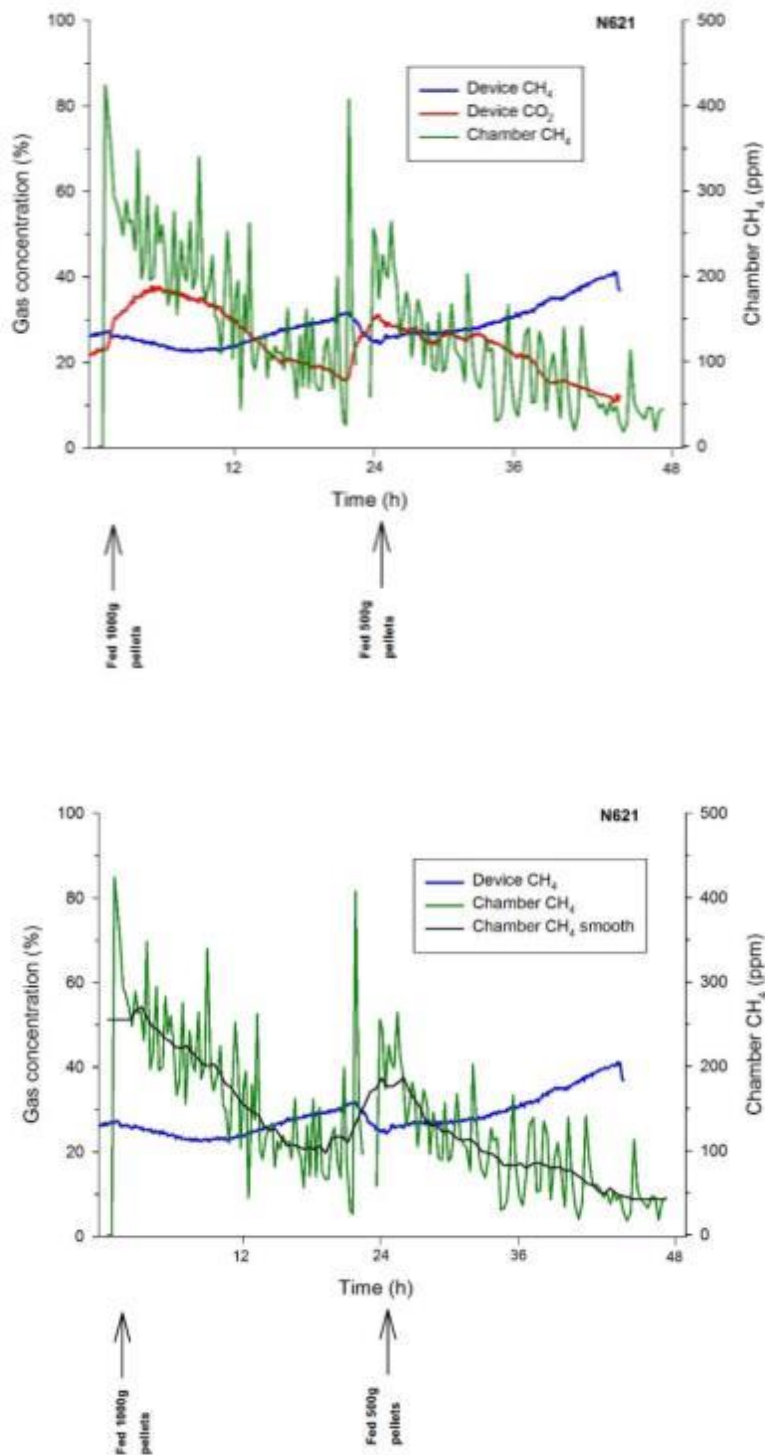 N621
Device CH₄
Device CO₂
Chamber CH₄
Gas concentration (%)
Chamber CH₄ (ppm)
100
80
60
40
20
0
500
400
300
200
100
0
12
24
36
48
Time (h)
Fed 1000g
pellets
Fed 500g
pellets
N621
Device CH₄
Chamber CH₄
Chamber CH₄ smooth
Gas concentration (%)
Chamber CH₄ (ppm)
100
80
60
40
20
0
500
400
300
200
100
0
12
24
36
48
Time (h)
Fed 1000g
pellets
Fed 500g
pellets